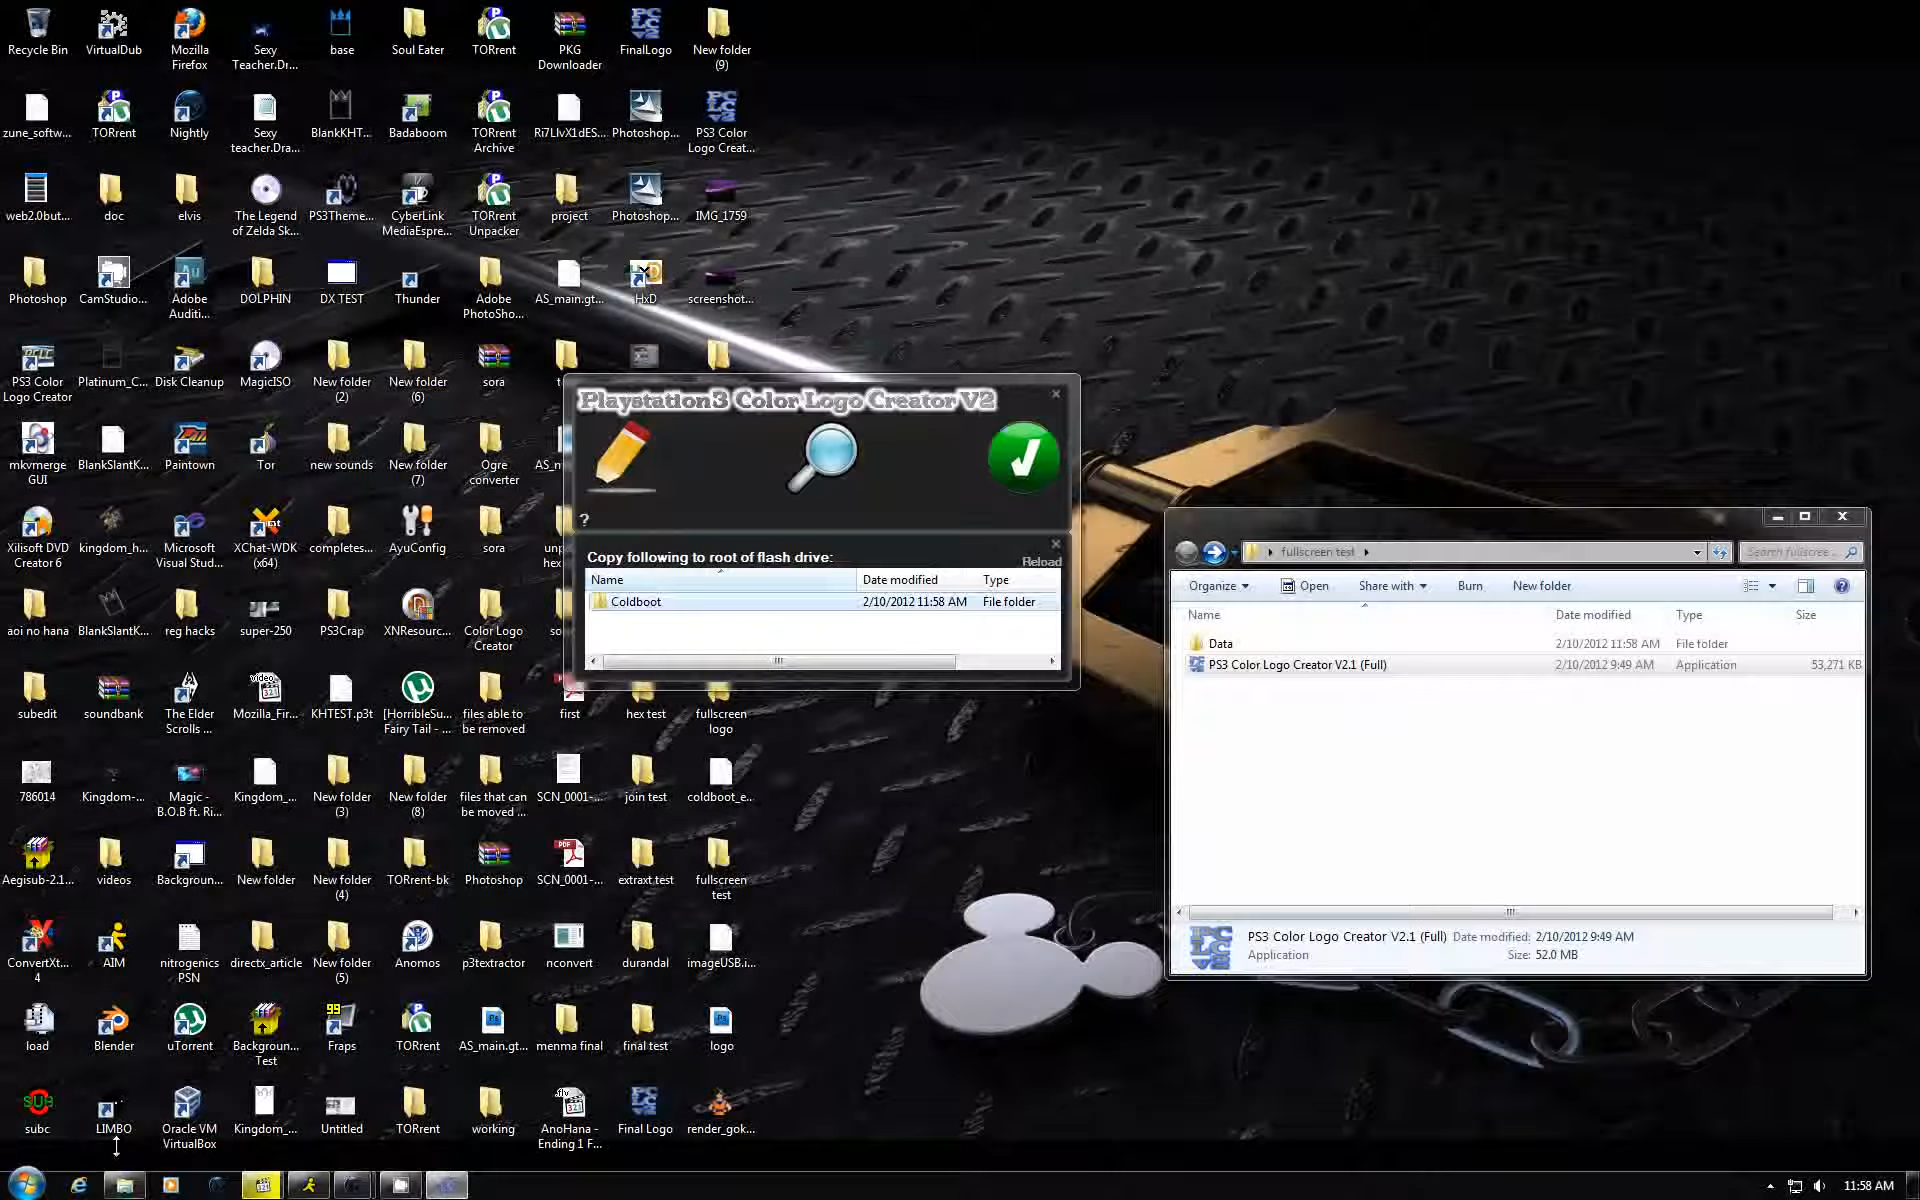 Recycle Bin
VirtualDub
Mozilla
Firefox
Sexy
Teacher.Dr...
base
Soul Eater
TORrent
PKG
Downloader
FinalLogo
New folder
(9)
zune_softw...
TORrent
Nightly
Sexy
teacher.Dra...
BlankKHT...
Badaboom
TORrent
Archive
Ri7LIvX1dES...
Photoshop...
PS3 Color
Logo Creat...
web2.0but...
doc
elvis
The Legend
of Zelda Sk...
PS3Theme...
CyberLink
MediaEspre...
TORrent
Unpacker
project
Photoshop...
IMG_1759
Photoshop
CamStudio...
Adobe
Auditi...
DOLPHIN
DX TEST
Thunder
Adobe
PhotoSho...
AS_main.gt...
HxD
screenshot...
PS3 Color
Logo Creator
Platinum_C...
Disk Cleanup
MagicISO
New folder
(2)
New folder
(6)
sora
mkvmerge
GUI
BlankSlantK...
Paintown
Tor
new sounds
New folder
(7)
Ogre
converter
Xilisoft DVD
Creator 6
kingdom_h...
Microsoft
Visual Stud...
XChat-WDK
(x64)
completes...
AyuConfig
sora
unp
hex
aoi no hana
BlankSlantK...
reg hacks
super-250
PS3Crap
XNResourc...
Color Logo
Creator
so
subedit
soundbank
The Elder
Scrolls ...
Mozilla_Fir...
KHTEST.p3t
[HorribleSu...
Fairy Tail - ...
files able to
be removed
first
hex test
fullscreen
logo
786014
Kingdom-...
Magic -
B.O.B ft. Ri...
Kingdom_...
New folder
(3)
New folder
(8)
files that can
be moved ...
SCN_0001-...
join test
coldboot_e...
Aegisub-2.1...
videos
Backgroun...
New folder
New folder
(4)
TORrent-bk
Photoshop
SCN_0001-...
extraxt test
fullscreen
test
ConvertXt...
4
AIM
nitrogenics
PSN
directx_article
New folder
(5)
Anomos
p3textractor
nconvert
durandal
imageUSB.i...
load
Blender
uTorrent
Backgroun...
Test
Fraps
TORrent
AS_main.gt...
menma final
final test
logo
subc
LIMBO
Oracle VM
VirtualBox
Kingdom_...
Untitled
TORrent
working
AnoHana -
Ending 1 F...
Final Logo
render_gok...
Playstation3 Color Logo Creator V2
?
Copy following to root of flash drive:
Reload
Name Date modified Type
Coldboot 2/10/2012 11:58 AM File folder
fullscreen test
Search fullscree...
Organize Open Share with Burn New folder
Name Date modified Type Size
Data 2/10/2012 11:58 AM File folder
PS3 Color Logo Creator V2.1 (Full) 2/10/2012 9:49 AM Application 53,271 KB
PS3 Color Logo Creator V2.1 (Full) Date modified: 2/10/2012 9:49 AM
Application Size: 52.0 MB
11:58 AM